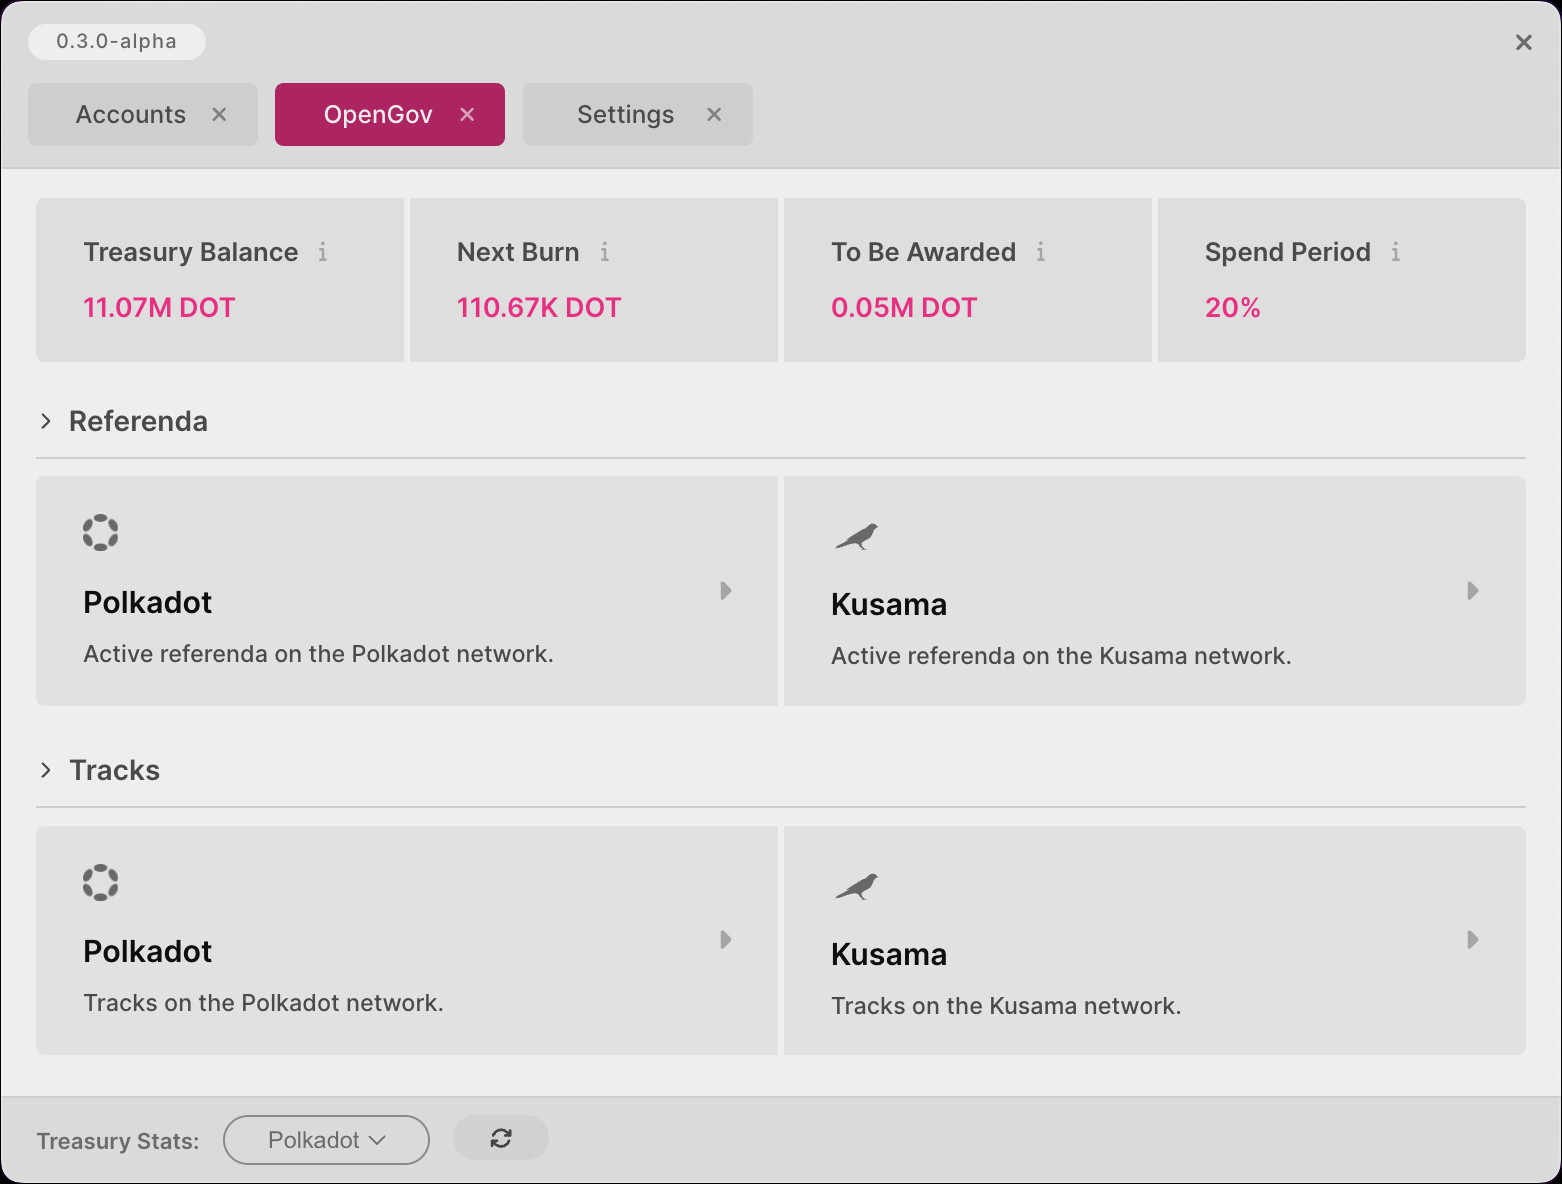 0.3.0-alpha
Accounts
OpenGov
Settings
Treasury Balance
11.07M DOT
Next Burn
110.67K DOT
To Be Awarded
0.05M DOT
Spend Period
20%
Referenda
Polkadot
Active referenda on the Polkadot network.
Kusama
Active referenda on the Kusama network.
Tracks
Polkadot
Tracks on the Polkadot network.
Kusama
Tracks on the Kusama network.
Treasury Stats:
Polkadot